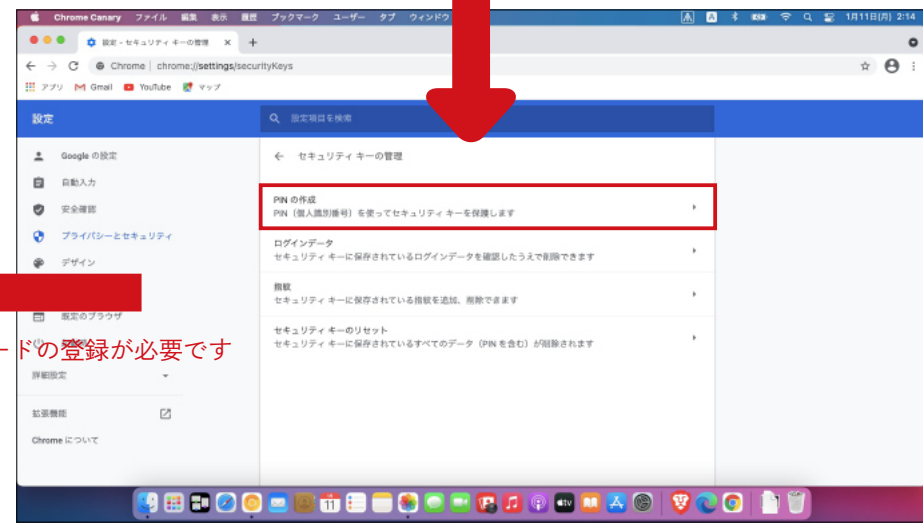 Chrome Canary ファイル 編集 表示 履歴 ブックマーク ユーザー タブ ウィンドウ
1月11日(月) 2:14
設定 - セキュリティ キーの管理
Chrome | chrome://settings/securityKeys
アプリ Gmail YouTube マップ
設定
設定項目を検索
Google の設定
自動入力
安全確認
プライバシーとセキュリティ
デザイン
既定のブラウザ
ードの登録が必要です
詳細設定
拡張機能
Chrome について
セキュリティ キーの管理
PIN の作成
PIN（個人識別番号）を使ってセキュリティ キーを保護します
ログインデータ
セキュリティ キーに保存されているログインデータを確認したうえで削除できます
指紋
セキュリティ キーに保存されている指紋を追加、削除できます
セキュリティ キーのリセット
セキュリティ キーに保存されているすべてのデータ（PIN を含む）が削除されます
11
tv